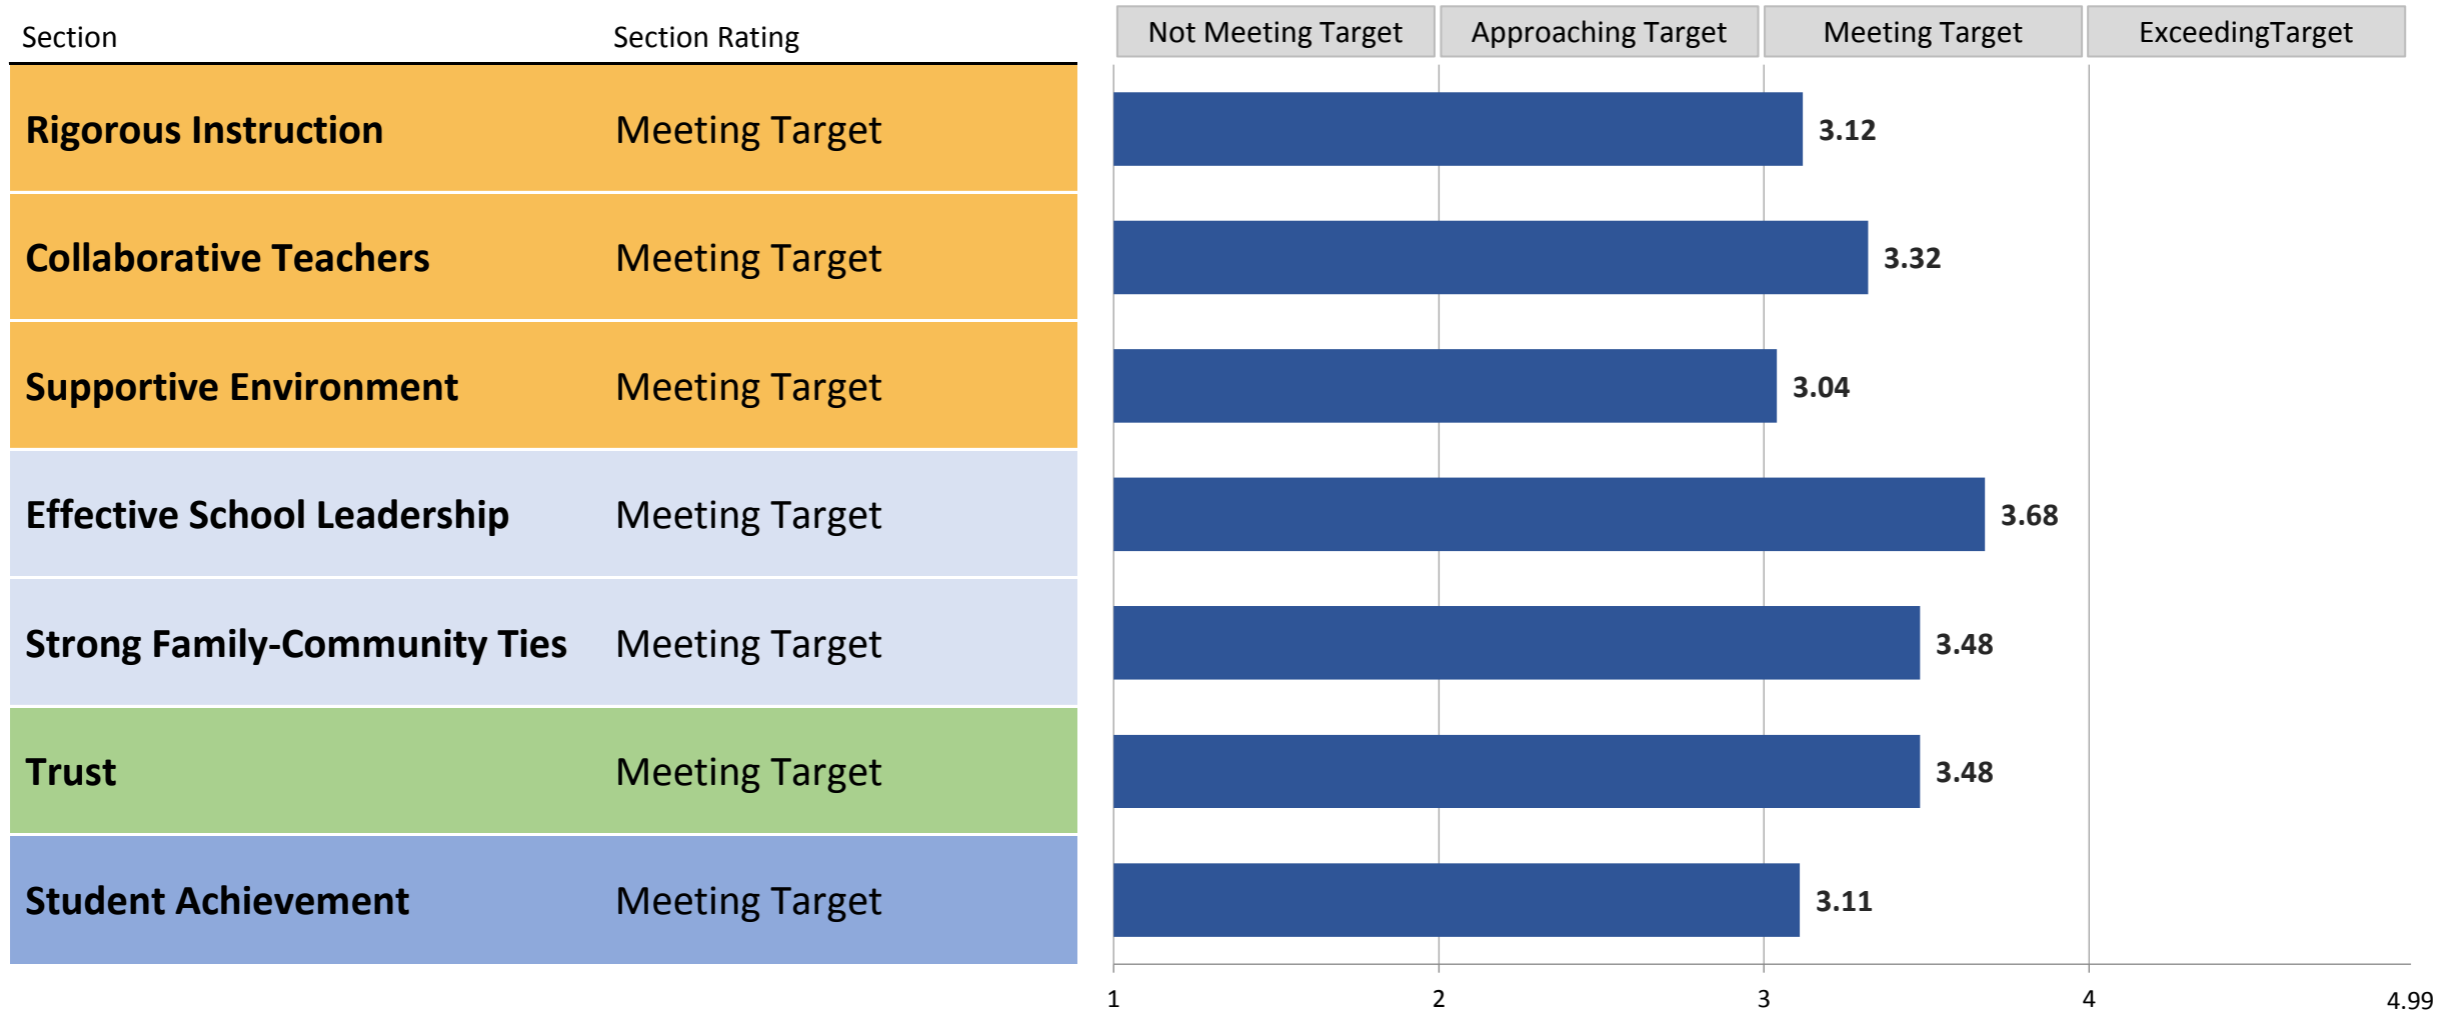 Section Section Rating Not Meeting Target Approaching Target Meeting Target ExceedingTarget
Rigorous Instruction Meeting Target 3.12
Collaborative Teachers Meeting Target 3.32
Supportive Environment Meeting Target 3.04
Effective School Leadership Meeting Target 3.68
Strong Family-Community Ties Meeting Target 3.48
Trust Meeting Target 3.48
Student Achievement Meeting Target 3.11
1 2 3 4 4.99